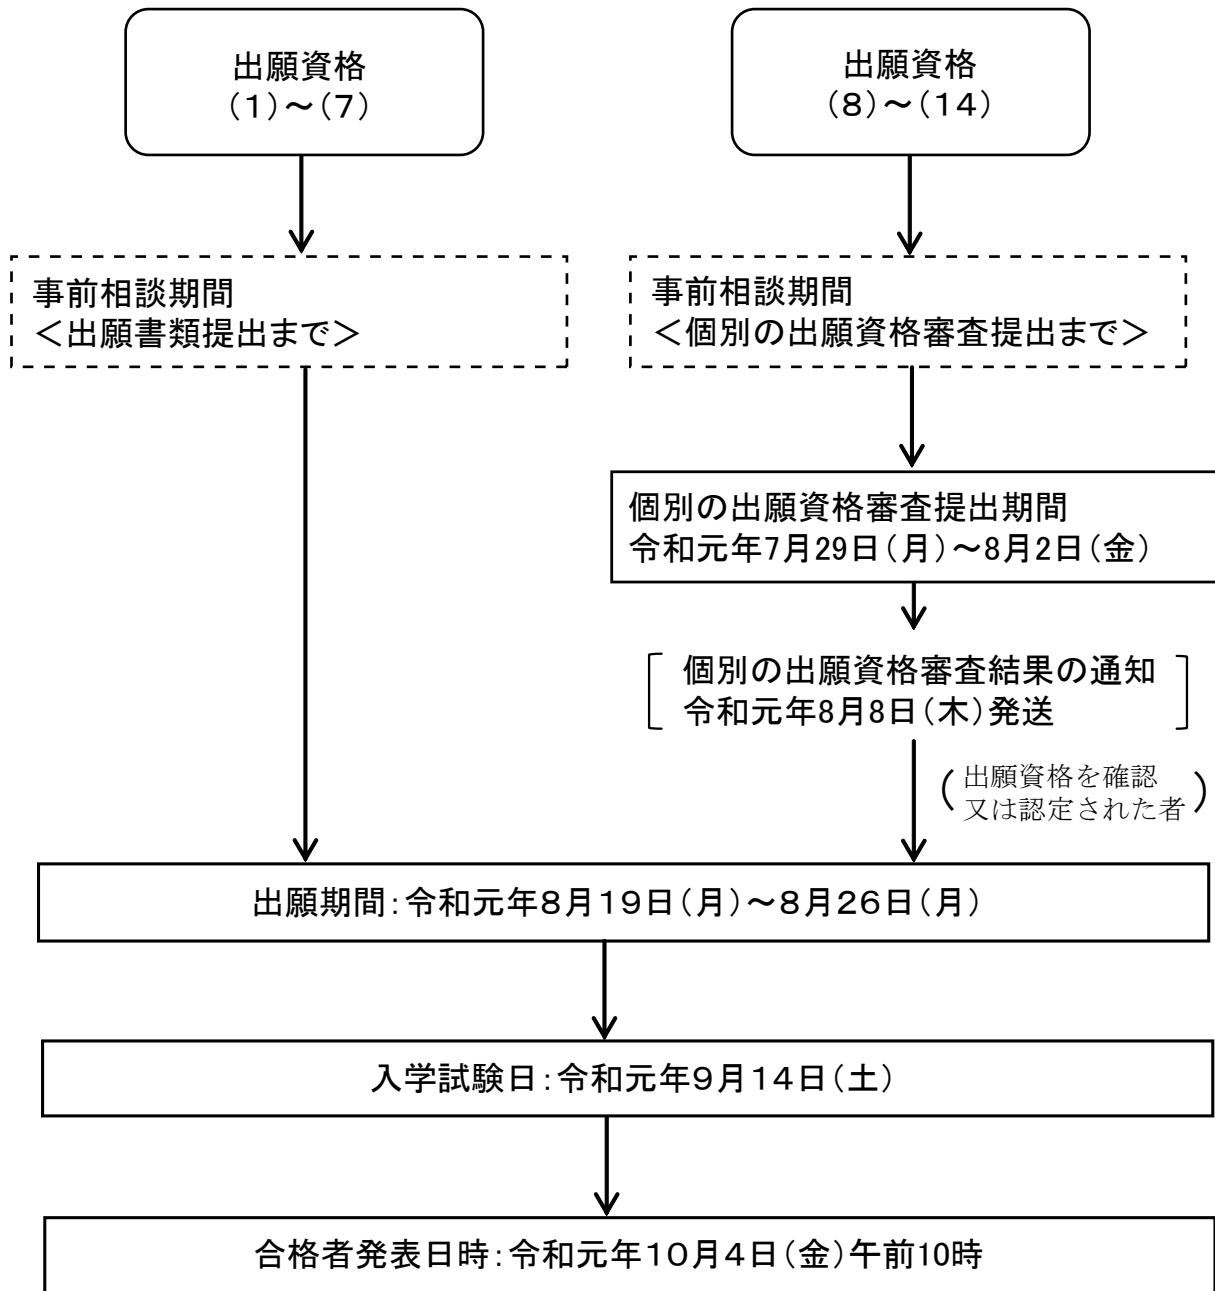 出願資格
(1)～(7)
出願資格
(8)～(14)
事前相談期間
＜出願書類提出まで＞
事前相談期間
＜個別の出願資格審査提出まで＞
個別の出願資格審査提出期間
令和元年7月29日(月)～8月2日(金)
個別の出願資格審査結果の通知
令和元年8月8日(木)発送
(出願資格を確認
又は認定された者)
出願期間:令和元年8月19日(月)～8月26日(月)
入学試験日:令和元年9月14日(土)
合格者発表日時:令和元年10月4日(金)午前10時